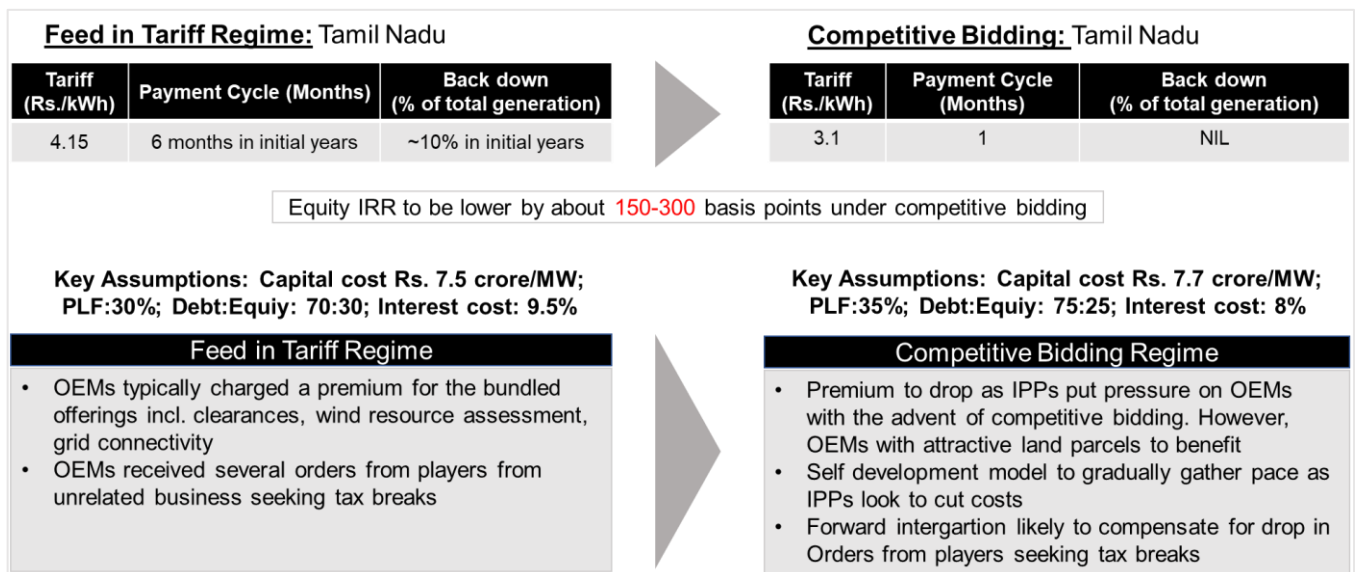 Feed in Tariff Regime: Tamil Nadu
Tariff
(Rs./kWh)
Payment Cycle (Months)
Back down
(% of total generation)
4.15
6 months in initial years
~10% in initial years
Competitive Bidding: Tamil Nadu
Tariff
(Rs./kWh)
Payment Cycle
(Months)
Back down
(% of total generation)
3.1
1
NIL
Equity IRR to be lower by about 150-300 basis points under competitive bidding
Key Assumptions: Capital cost Rs. 7.5 crore/MW;
PLF:30%; Debt:Equiy: 70:30; Interest cost: 9.5%
Feed in Tariff Regime
• OEMs typically charged a premium for the bundled
offerings incl. clearances, wind resource assessment,
grid connectivity
• OEMs received several orders from players from
unrelated business seeking tax breaks
Key Assumptions: Capital cost Rs. 7.7 crore/MW;
PLF:35%; Debt:Equiy: 75:25; Interest cost: 8%
Competitive Bidding Regime
• Premium to drop as IPPs put pressure on OEMs
with the advent of competitive bidding. However,
OEMs with attractive land parcels to benefit
• Self development model to gradually gather pace as
IPPs look to cut costs
• Forward intergartion likely to compensate for drop in
Orders from players seeking tax breaks